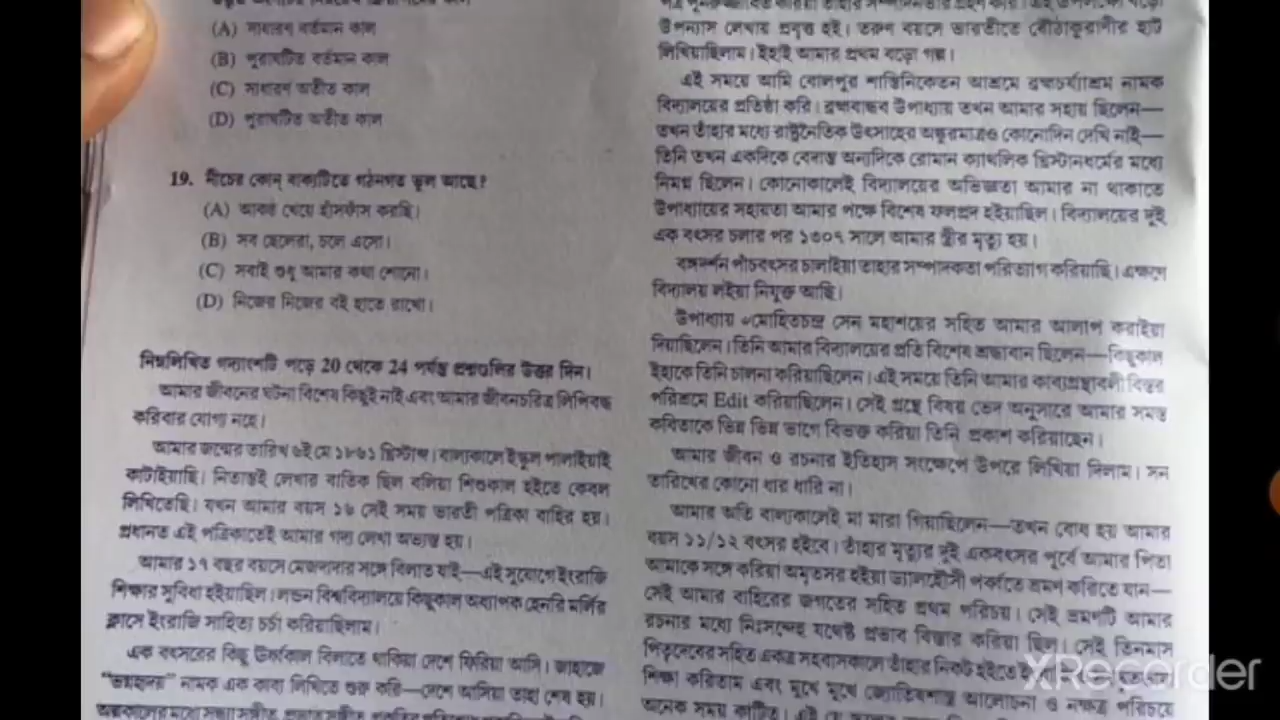 (A) সাধারণ বর্তমান কাল
(B) পুরাঘটিত বর্তমান কাল
(C) সাধারণ অতীত কাল
(D) পুরাঘটিত অতীত কাল
19. নীচের কোন্ বাক্যটিতে গঠনগত ভুল আছে?
(A) আকণ্ঠ খেয়ে হাঁসফাঁস করছি।
(B) সব ছেলেরা, চলে এসো।
(C) সবাই শুধু আমার কথা শোনো।
(D) নিজের নিজের বই হাতে রাখো।
নিম্নলিখিত গদ্যাংশটি পড়ে 20 থেকে 24 পর্যন্ত প্রশ্নগুলির উত্তর দিন।
আমার জীবনের ঘটনা বিশেষ কিছুই নাই এবং আমার জীবনচরিত্র লিপিবদ্ধ
করিবার যোগ্য নহে।
আমার জন্মের তারিখ ৬ই মে ১৮৬১ খ্রিস্টাব্দ। বাল্যকালে ইস্কুল পালাইয়াই
কাটাইয়াছি। নিতান্তই লেখার বাতিক ছিল বলিয়া শিশুকাল হইতে কেবল
লিখিতেছি। যখন আমার বয়স ১৬ সেই সময় ভারতী পত্রিকা বাহির হয়।
প্রধানত এই পত্রিকাতেই আমার গদ্য লেখা অভ্যস্ত হয়।
আমার ১৭ বছর বয়সে মেজদাদার সঙ্গে বিলাত যাই—এই সুযোগে ইংরাজি
শিক্ষার সুবিধা হইয়াছিল। লন্ডন বিশ্ববিদ্যালয়ে কিছুকাল অধ্যাপক হেনরি মর্লির
ক্লাসে ইংরাজি সাহিত্য চর্চা করিয়াছিলাম।
এক বৎসরের কিছু ঊর্ধ্বকাল বিলাতে থাকিয়া দেশে ফিরিয়া আসি। জাহাজে
"ভগ্নহৃদয়" নামক এক কাব্য লিখিতে শুরু করি—দেশে আসিয়া তাহা শেষ হয়।
উপন্যাস লেখায় প্রবৃত্ত হই। তরুণ বয়সে ভারতীতে বৌঠাকুরানীর হাট
লিখিয়াছিলাম। ইহাই আমার প্রথম বড়ো গল্প।
এই সময়ে আমি বোলপুর শান্তিনিকেতন আশ্রমে ব্রহ্মচর্য্যাশ্রম নামক
বিদ্যালয়ের প্রতিষ্ঠা করি। ব্রহ্মবান্ধব উপাধ্যায় তখন আমার সহায় ছিলেন—
তখন তাঁহার মধ্যে রাষ্ট্রনৈতিক উৎসাহের অঙ্কুরমাত্রও কোনোদিন দেখি নাই—
তিনি তখন একদিকে বেদান্ত অন্যদিকে রোমান ক্যাথলিক খ্রিস্টানধর্মের মধ্যে
নিমগ্ন ছিলেন। কোনোকালেই বিদ্যালয়ের অভিজ্ঞতা আমার না থাকাতে
উপাধ্যায়ের সহায়তা আমার পক্ষে বিশেষ ফলপ্রদ হইয়াছিল। বিদ্যালয়ের দুই
এক বৎসর চলার পর ১৩০৭ সালে আমার স্ত্রীর মৃত্যু হয়।
বঙ্গদর্শন পাঁচবৎসর চালাইয়া তাহার সম্পাদকতা পরিত্যাগ করিয়াছি। এক্ষণে
বিদ্যালয় লইয়া নিযুক্ত আছি।
উপাধ্যায় ৺মোহিতচন্দ্র সেন মহাশয়ের সহিত আমার আলাপ করাইয়া
দিয়াছিলেন। তিনি আমার বিদ্যালয়ের প্রতি বিশেষ শ্রদ্ধাবান ছিলেন—কিছুকাল
ইহাকে তিনি চালনা করিয়াছিলেন। এই সময়ে তিনি আমার কাব্যগ্রন্থাবলী বিস্তর
পরিশ্রমে Edit করিয়াছিলেন। সেই গ্রন্থে বিষয় ভেদ অনুসারে আমার সমস্ত
কবিতাকে ভিন্ন ভিন্ন ভাগে বিভক্ত করিয়া তিনি প্রকাশ করিয়াছেন।
আমার জীবন ও রচনার ইতিহাস সংক্ষেপে উপরে লিখিয়া দিলাম। সন
তারিখের কোনো ধার ধারি না।
আমার অতি বাল্যকালেই মা মারা গিয়াছিলেন—তখন বোধ হয় আমার
বয়স ১১/১২ বৎসর হইবে। তাঁহার মৃত্যুর দুই একবৎসর পূর্বে আমার পিতা
আমাকে সঙ্গে করিয়া অমৃতসর হইয়া ড্যালহৌসী পর্ব্বতে ভ্রমণ করিতে যান—
সেই আমার বাহিরের জগতের সহিত প্রথম পরিচয়। সেই ভ্রমণটি আমার
রচনার মধ্যে নিঃসন্দেহ যথেষ্ট প্রভাব বিস্তার করিয়া ছিল। সেই তিনমাস
পিতৃদেবের সহিত একত্র সহবাসকালে তাঁহার নিকট হইতে
শিক্ষা করিতাম এবং মুখে মুখে জ্যোতিষশাস্ত্র আলোচনা ও নক্ষত্র পরিচয়ে
অনেক সময় কাটিত।
XRecorder